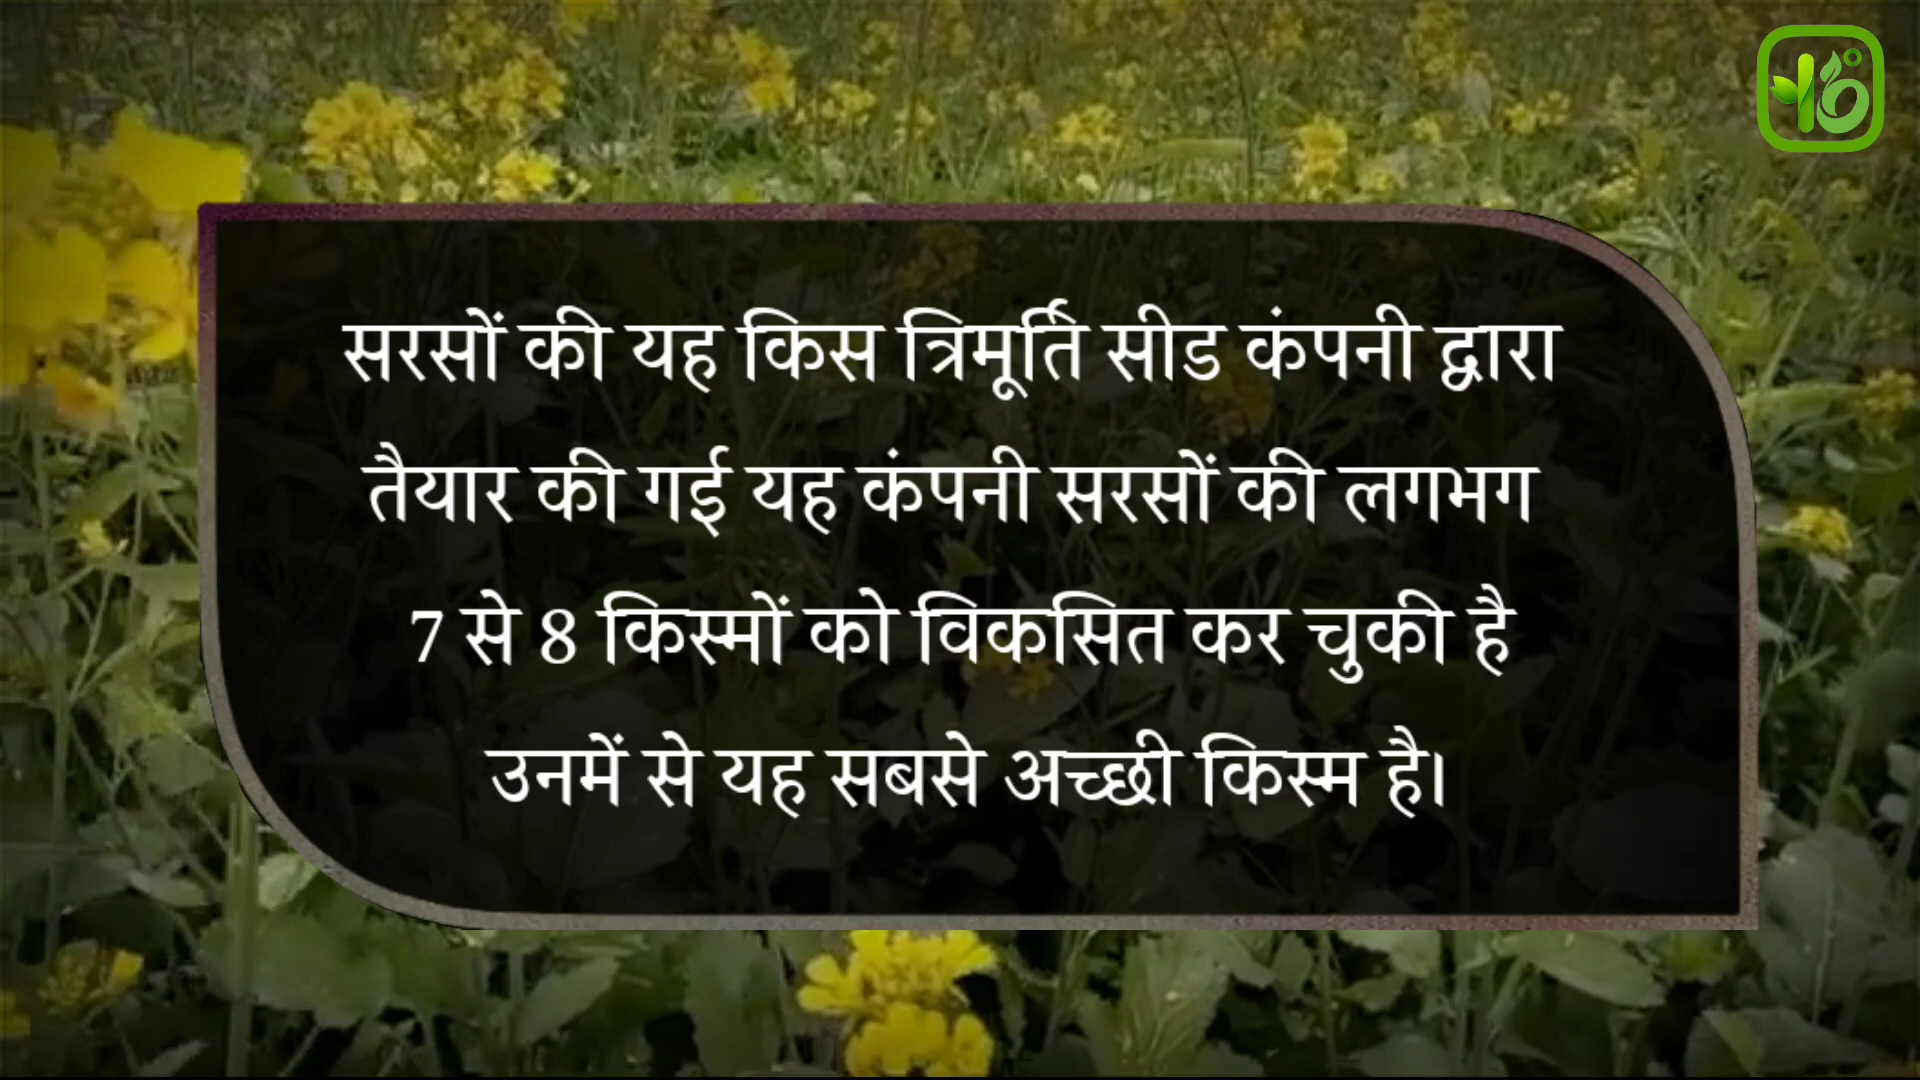 सरसों की यह किस त्रिमूर्ति सीड कंपनी द्वारा
तैयार की गई यह कंपनी सरसों की लगभग
7 से 8 किस्मों को विकसित कर चुकी है
उनमें से यह सबसे अच्छी किस्म है।